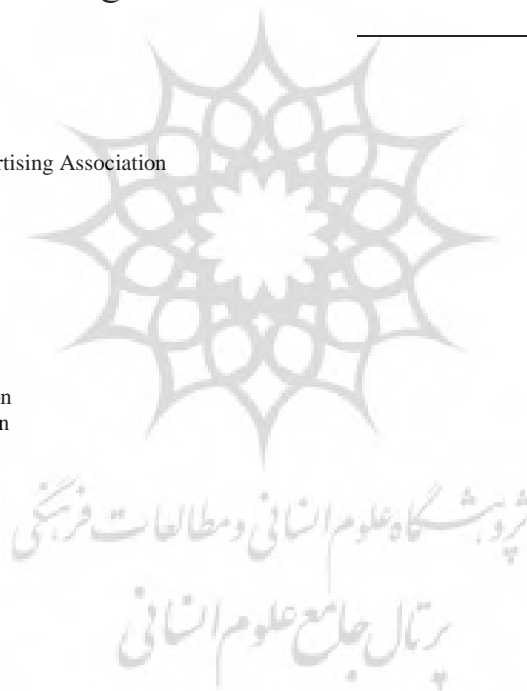 rtising Association
n
n
پژوهشگاه علوم انسانی و مطالعات فرهنگی
پرتال جامع علوم انسانی